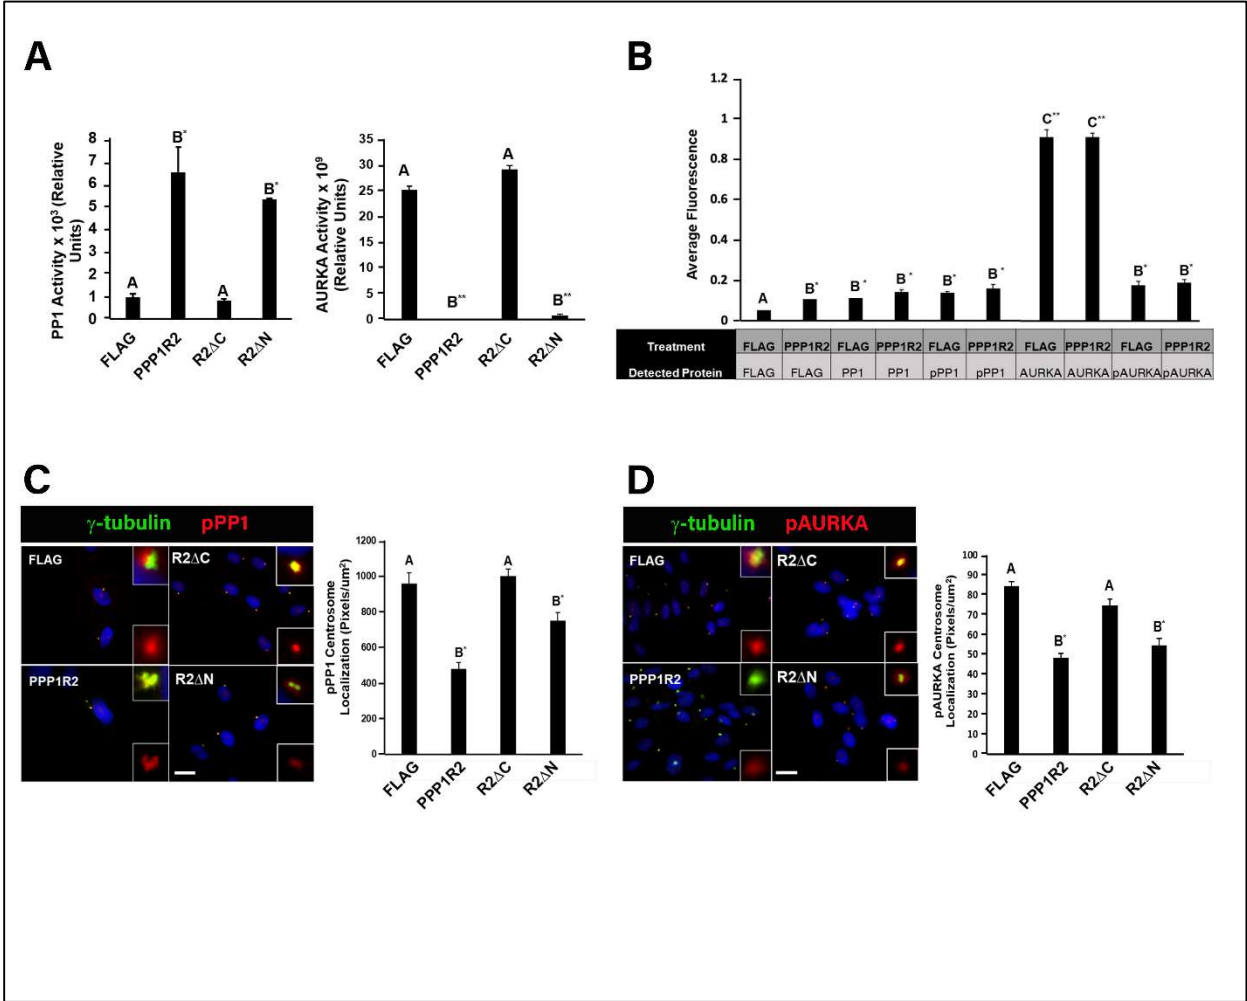 A
PP1 Activity x 10³ (Relative
Units)
8
7
6
5
4
3
2
1
0
A
B*
A
B*
FLAG
PPP1R2
R2ΔC
R2ΔN
AURKA Activity x 10⁹
(Relative Units)
35
30
25
20
15
10
5
0
A
B**
A
B**
FLAG
PPP1R2
R2ΔC
R2ΔN
B
Average Fluorescence
1.2
1
0.8
0.6
0.4
0.2
0
A
B*
B*
B*
B*
B*
C**
C**
B*
B*
Treatment FLAG PPP1R2 FLAG PPP1R2 FLAG PPP1R2 FLAG PPP1R2 FLAG PPP1R2
Detected Protein FLAG FLAG PP1 PP1 pPP1 pPP1 AURKA AURKA pAURKA pAURKA
C
γ-tubulin pPP1
FLAG
R2ΔC
PPP1R2
R2ΔN
pPP1 Centrosome
Localization (Pixels/um²)
1200
1000
800
600
400
200
0
A
B*
A
B*
FLAG
PPP1R2
R2ΔC
R2ΔN
D
γ-tubulin pAURKA
FLAG
R2ΔC
PPP1R2
R2ΔN
pAURKA Centrosome
Localization (Pixels/um²)
100
90
80
70
60
50
40
30
20
10
0
A
B*
A
B*
FLAG
PPP1R2
R2ΔC
R2ΔN